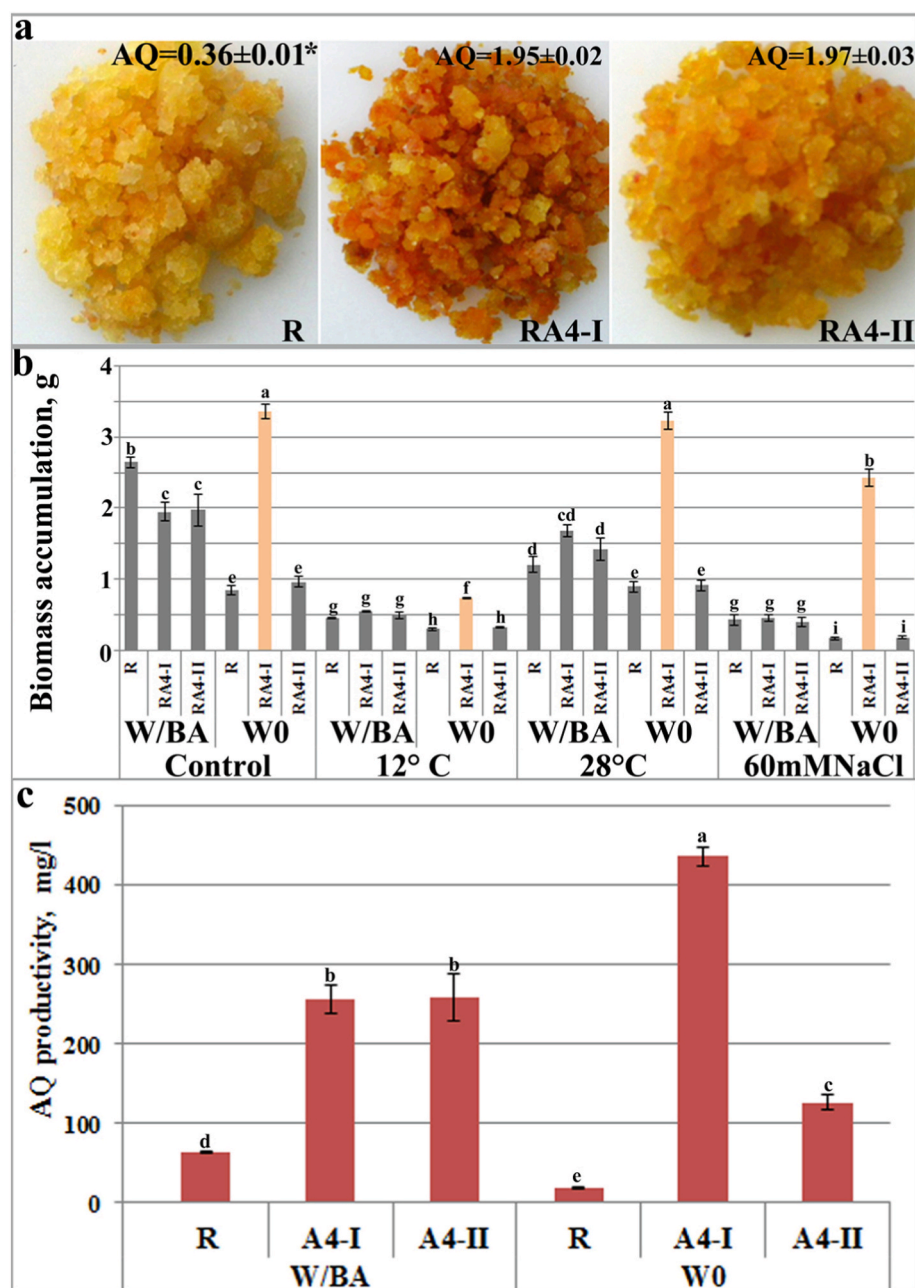 a
AQ=0.36±0.01* AQ=1.95±0.02 AQ=1.97±0.03
R RA4-I RA4-II
b
Biomass accumulation, g
4
3
2
1
0
b c c e a e g g g h f h d cd d e a e g g g i b i
R RA4-I RA4-II R RA4-I RA4-II R RA4-I RA4-II R RA4-I RA4-II R RA4-I RA4-II R RA4-I RA4-II R RA4-I RA4-II R RA4-I RA4-II
W/BA W0 W/BA W0 W/BA W0 W/BA W0
Control 12° C 28°C 60mMNaCl
c
AQ productivity, mg/l
500
400
300
200
100
0
d b b e a c
R A4-I A4-II R A4-I A4-II
W/BA W0